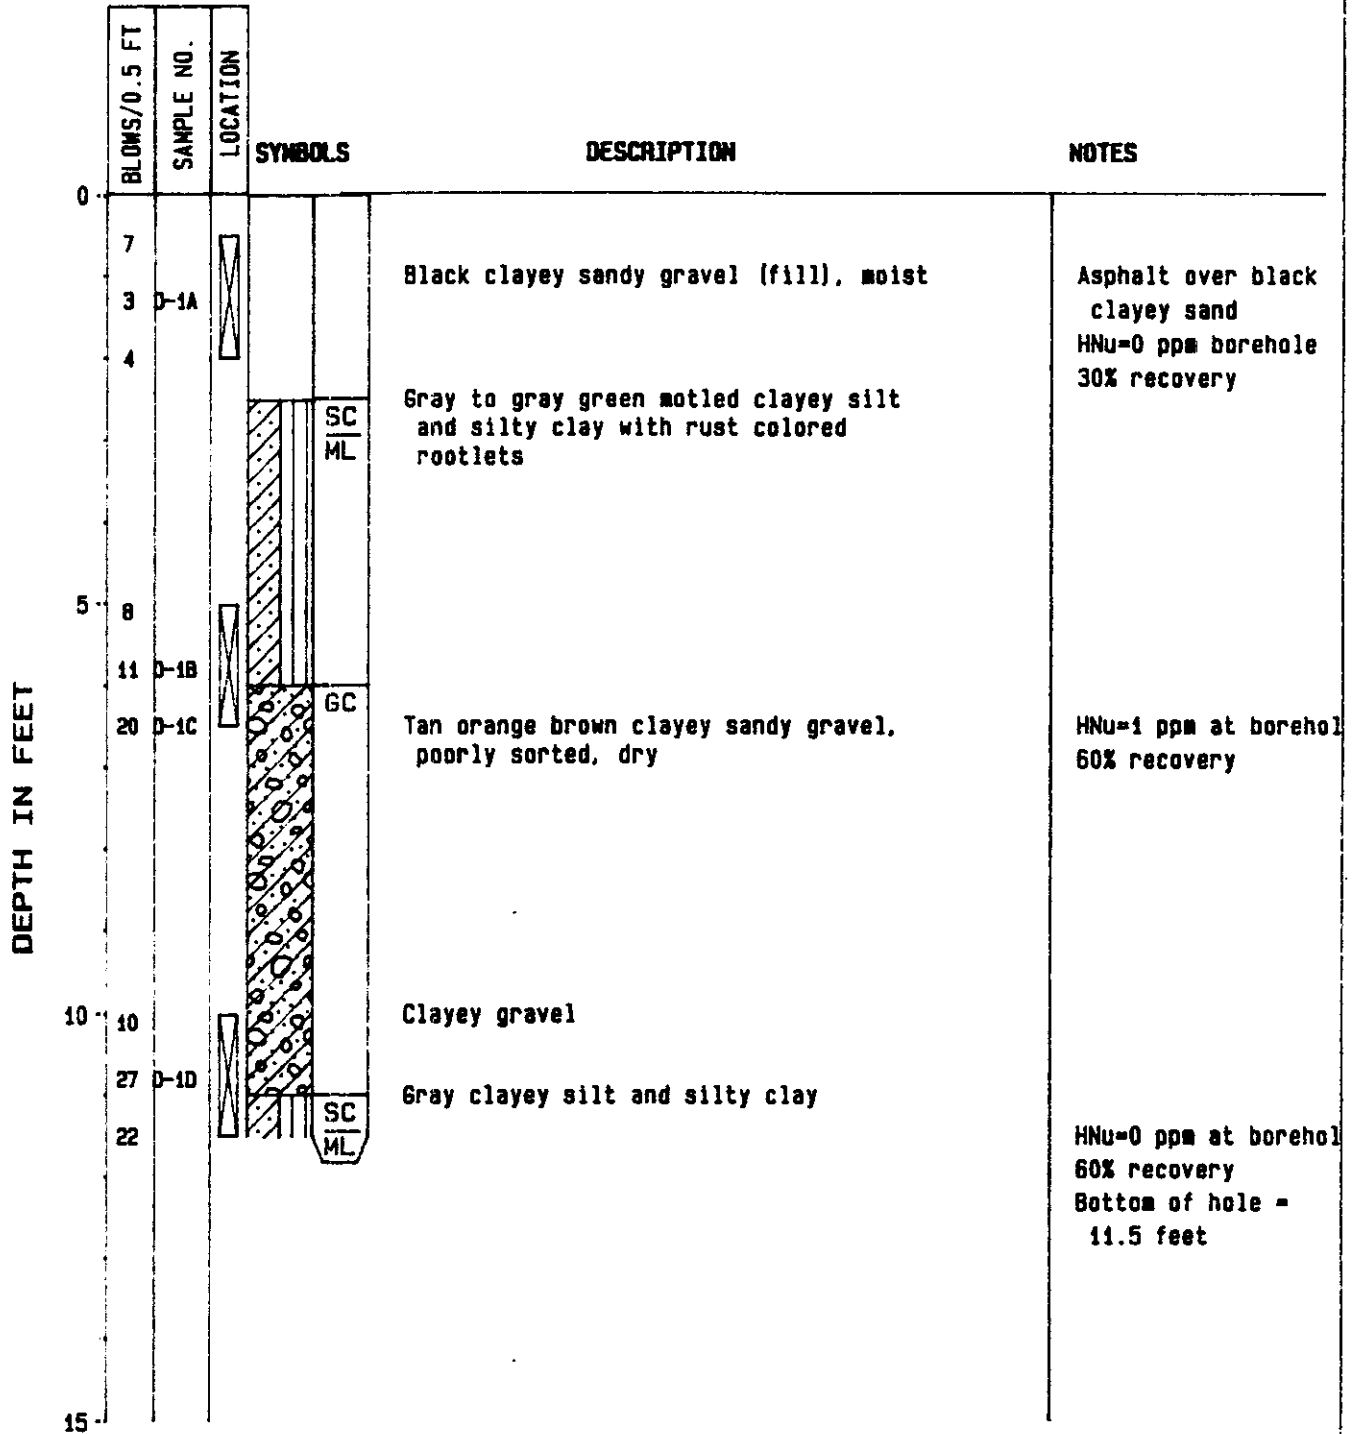 BLOWS/0.5 FT
SAMPLE NO.
LOCATION
SYMBOLS
DESCRIPTION
NOTES
DEPTH IN FEET
0
7
Black clayey sandy gravel (fill), moist
Asphalt over black
3 D-1A
clayey sand
HNu=0 ppm borehole
4
30% recovery
Gray to gray green motled clayey silt
SC
and silty clay with rust colored
ML
rootlets
5
8
11 D-1B
GC
20 D-1C
Tan orange brown clayey sandy gravel,
HNu=1 ppm at borehol
poorly sorted, dry
60% recovery
10
10
Clayey gravel
27 D-1D
Gray clayey silt and silty clay
SC
22
ML
HNu=0 ppm at borehol
60% recovery
Bottom of hole =
11.5 feet
15